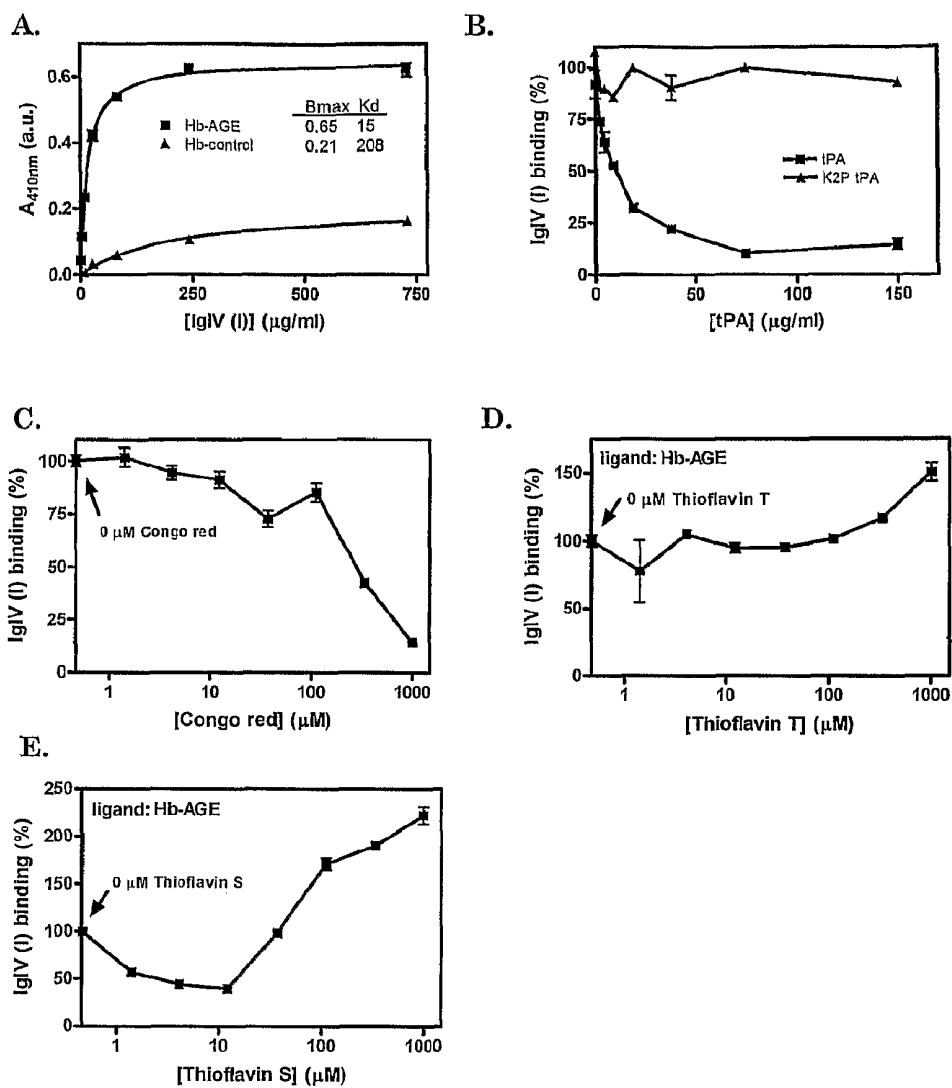 A.
0.6
0.4
0.2
0.0
A410nm (a.u.)
Hb-AGE
Hb-control
Bmax Kd
0.65 15
0.21 208
0 250 500 750
[IgIV (I)] (µg/ml)
B.
100
75
50
25
0
IgIV (I) binding (%)
tPA
K2P tPA
0 50 100 150
[tPA] (µg/ml)
C.
100
75
50
25
0
IgIV (I) binding (%)
0 µM Congo red
1 10 100 1000
[Congo red] (µM)
D.
ligand: Hb-AGE
150
100
50
0
IgIV (I) binding (%)
0 µM Thioflavin T
1 10 100 1000
[Thioflavin T] (µM)
E.
ligand: Hb-AGE
250
200
150
100
50
0
IgIV (I) binding (%)
0 µM Thioflavin S
1 10 100 1000
[Thioflavin S] (µM)